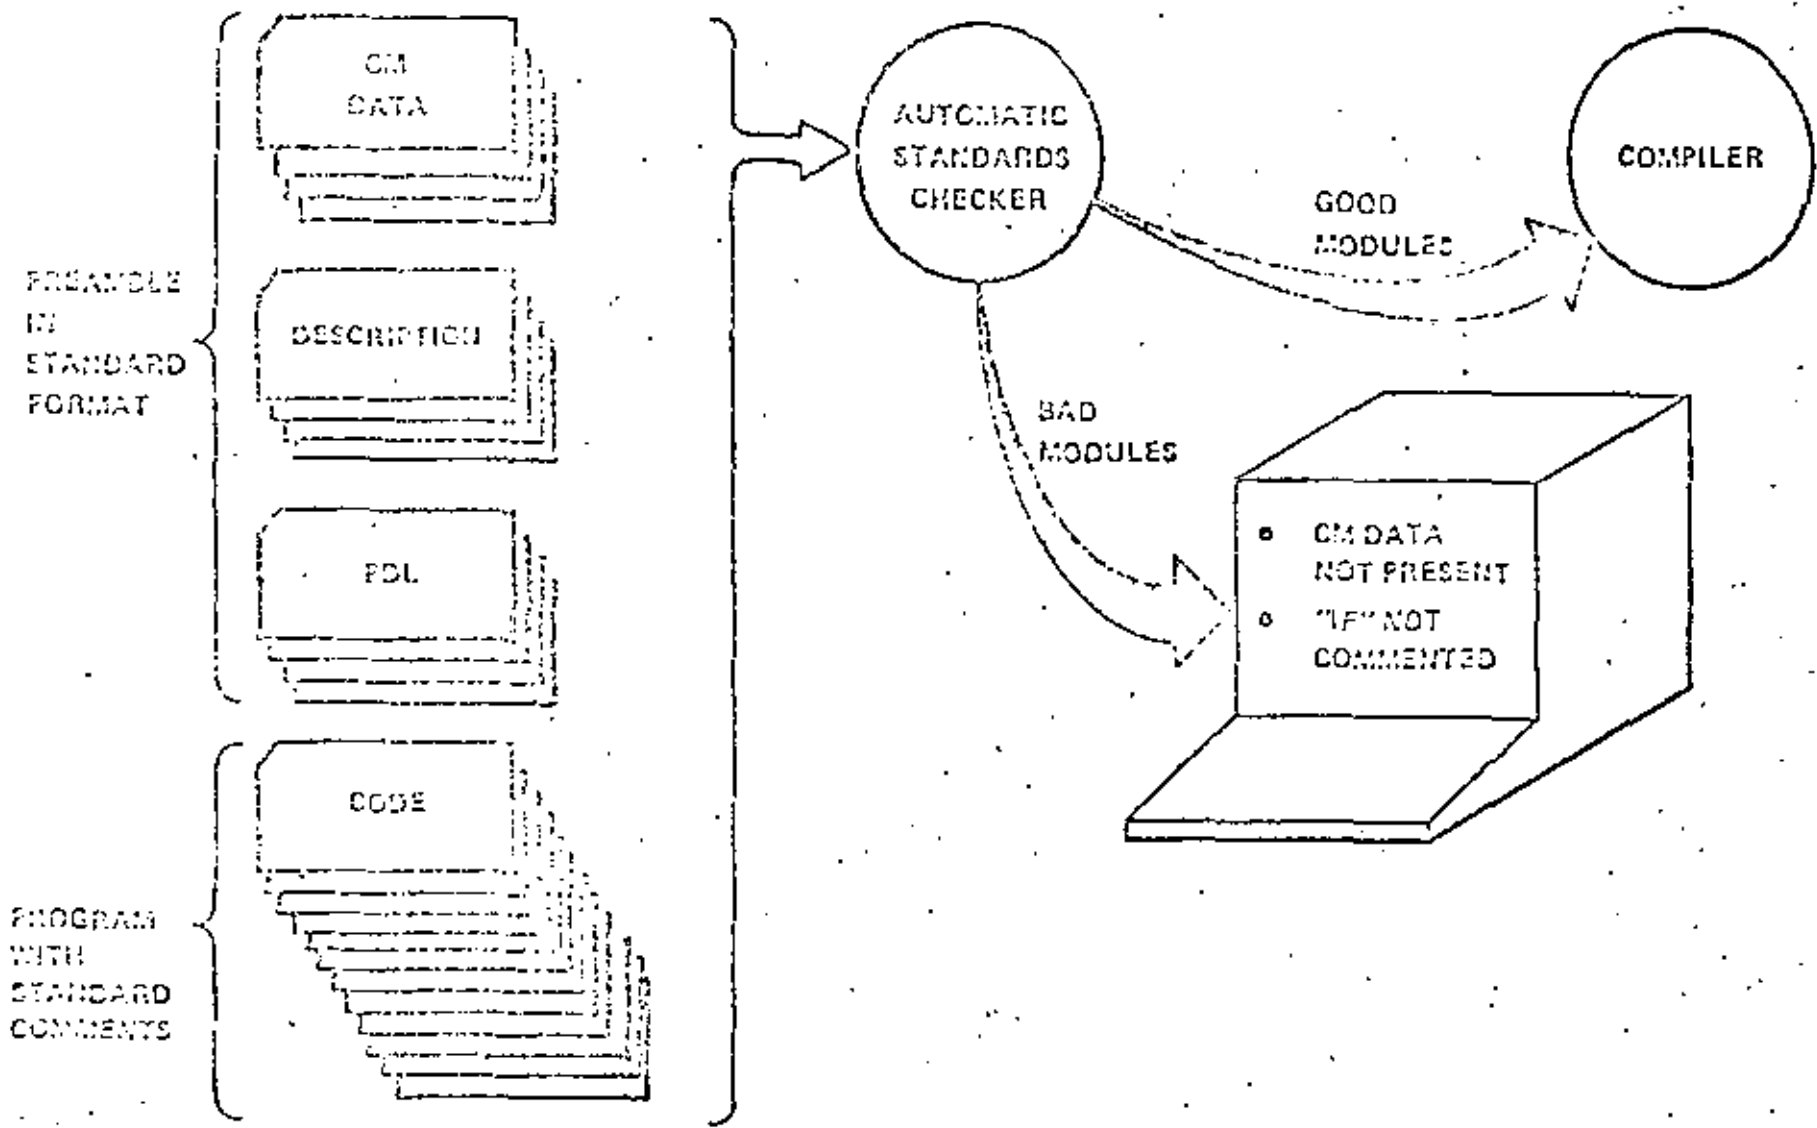 CM
DATA
PREAMBLE
IN
STANDARD
FORMAT
DESCRIPTION
PDL
CODE
PROGRAM
WITH
STANDARD
COMMENTS
AUTOMATIC
STANDARDS
CHECKER
GOOD
MODULES
COMPILER
BAD
MODULES
• CM DATA
NOT PRESENT
• "IF" NOT
COMMENTED